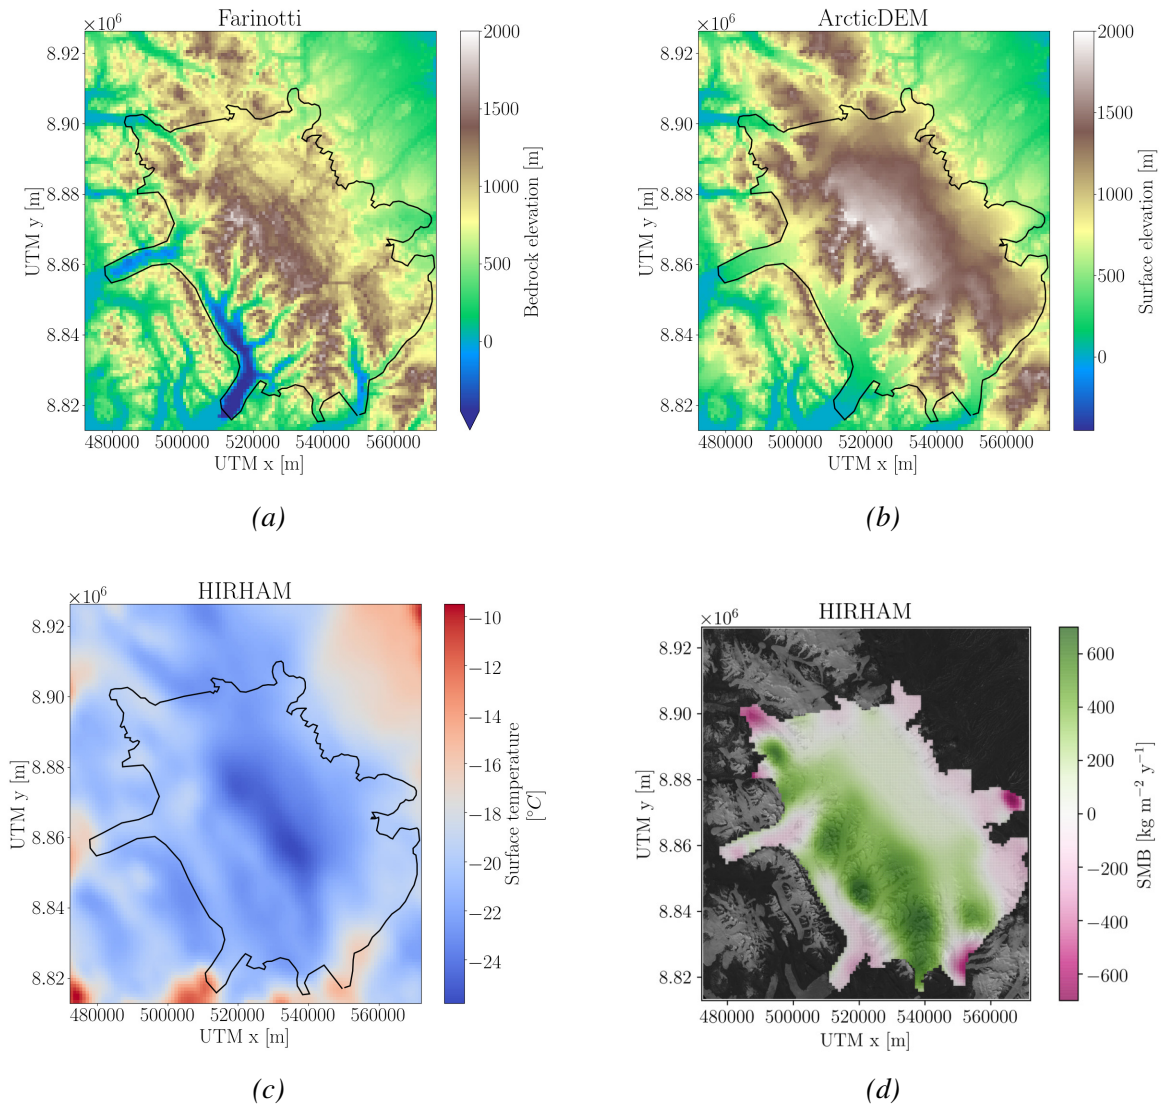 Farinotti
×10⁶
8.92
8.90
8.88
8.86
8.84
8.82
UTM y [m]
480000 500000 520000 540000 560000
UTM x [m]
2000
1500
1000
500
0
Bedrock elevation [m]
(a)
ArcticDEM
×10⁶
8.92
8.90
8.88
8.86
8.84
8.82
UTM y [m]
480000 500000 520000 540000 560000
UTM x [m]
2000
1500
1000
500
0
Surface elevation [m]
(b)
HIRHAM
×10⁶
8.92
8.90
8.88
8.86
8.84
8.82
UTM y [m]
480000 500000 520000 540000 560000
UTM x [m]
−10
−12
−14
−16
−18
−20
−22
−24
Surface temperature
[°C]
(c)
HIRHAM
×10⁶
8.92
8.90
8.88
8.86
8.84
8.82
UTM y [m]
480000 500000 520000 540000 560000
UTM x [m]
600
400
200
0
−200
−400
−600
SMB [kg m⁻² y⁻¹]
(d)